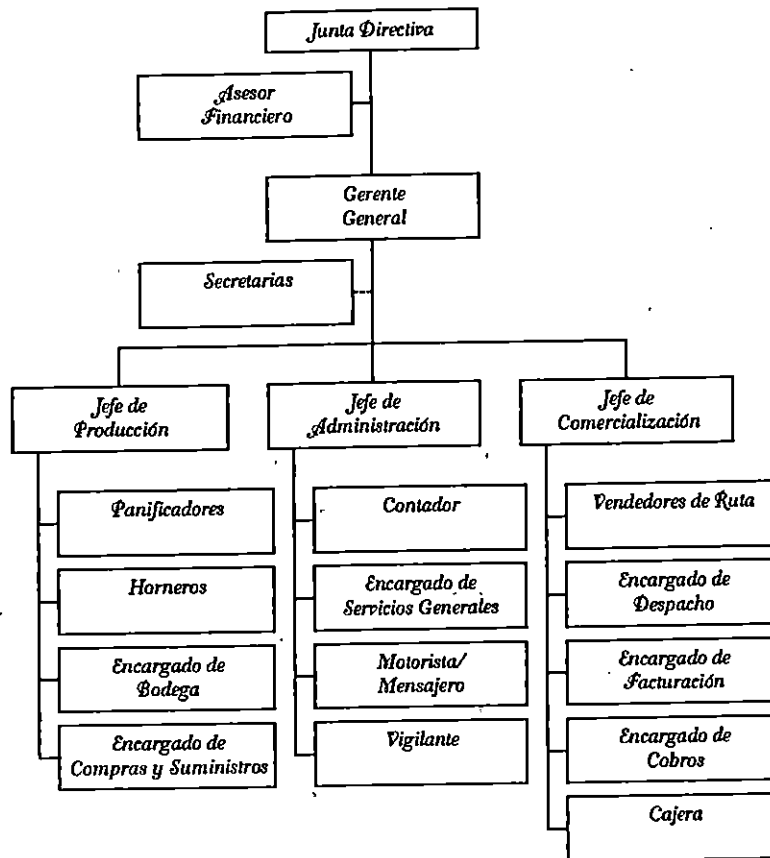 Junta Directiva
Asesor
Financiero
Gerente
General
Secretarias
Jefe de
Producción
Jefe de
Administración
Jefe de
Comercialización
Panificadores
Horneros
Encargado de
Bodega
Encargado de
Compras y Suministros
Contador
Encargado de
Servicios Generales
Motorista/
Mensajero
Vigilante
Vendedores de Ruta
Encargado de
Despacho
Encargado de
Facturación
Encargado de
Cobros
Cajera